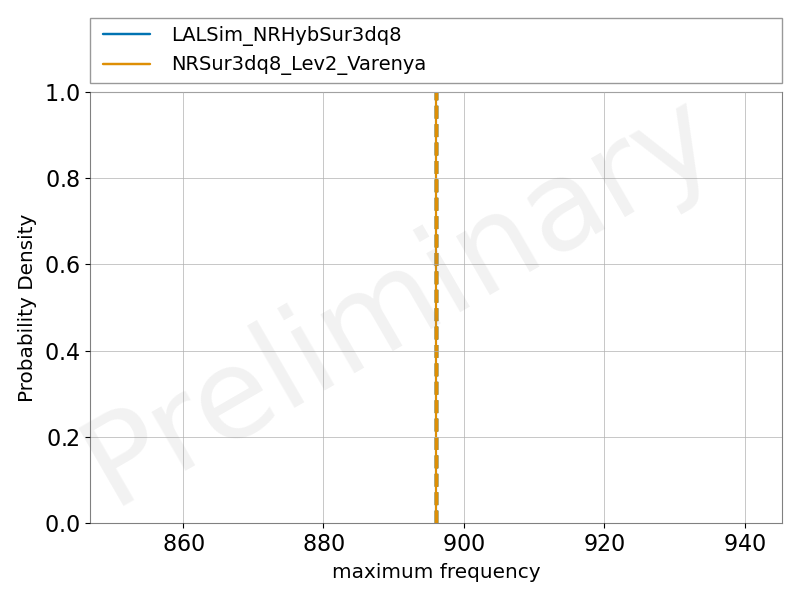 LALSim_NRHybSur3dq8
NRSur3dq8_Lev2_Varenya
1.0
0.8
0.6
0.4
0.2
0.0
Probability Density
Preliminary
860 880 900 920 940
maximum frequency